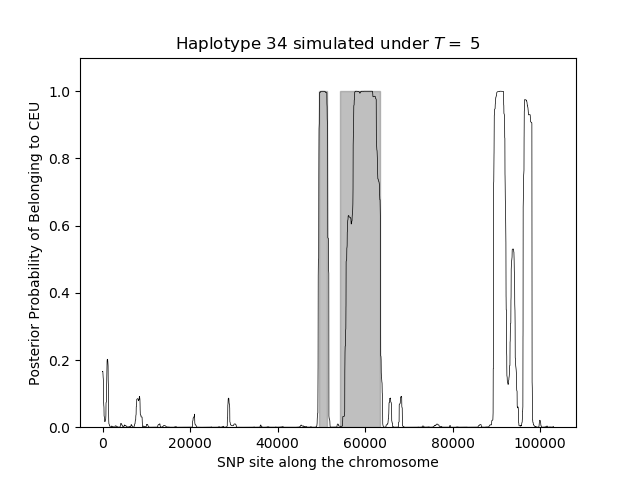 Haplotype 34 simulated under T = 5
Posterior Probability of Belonging to CEU
1.0
0.8
0.6
0.4
0.2
0.0
0 20000 40000 60000 80000 100000
SNP site along the chromosome